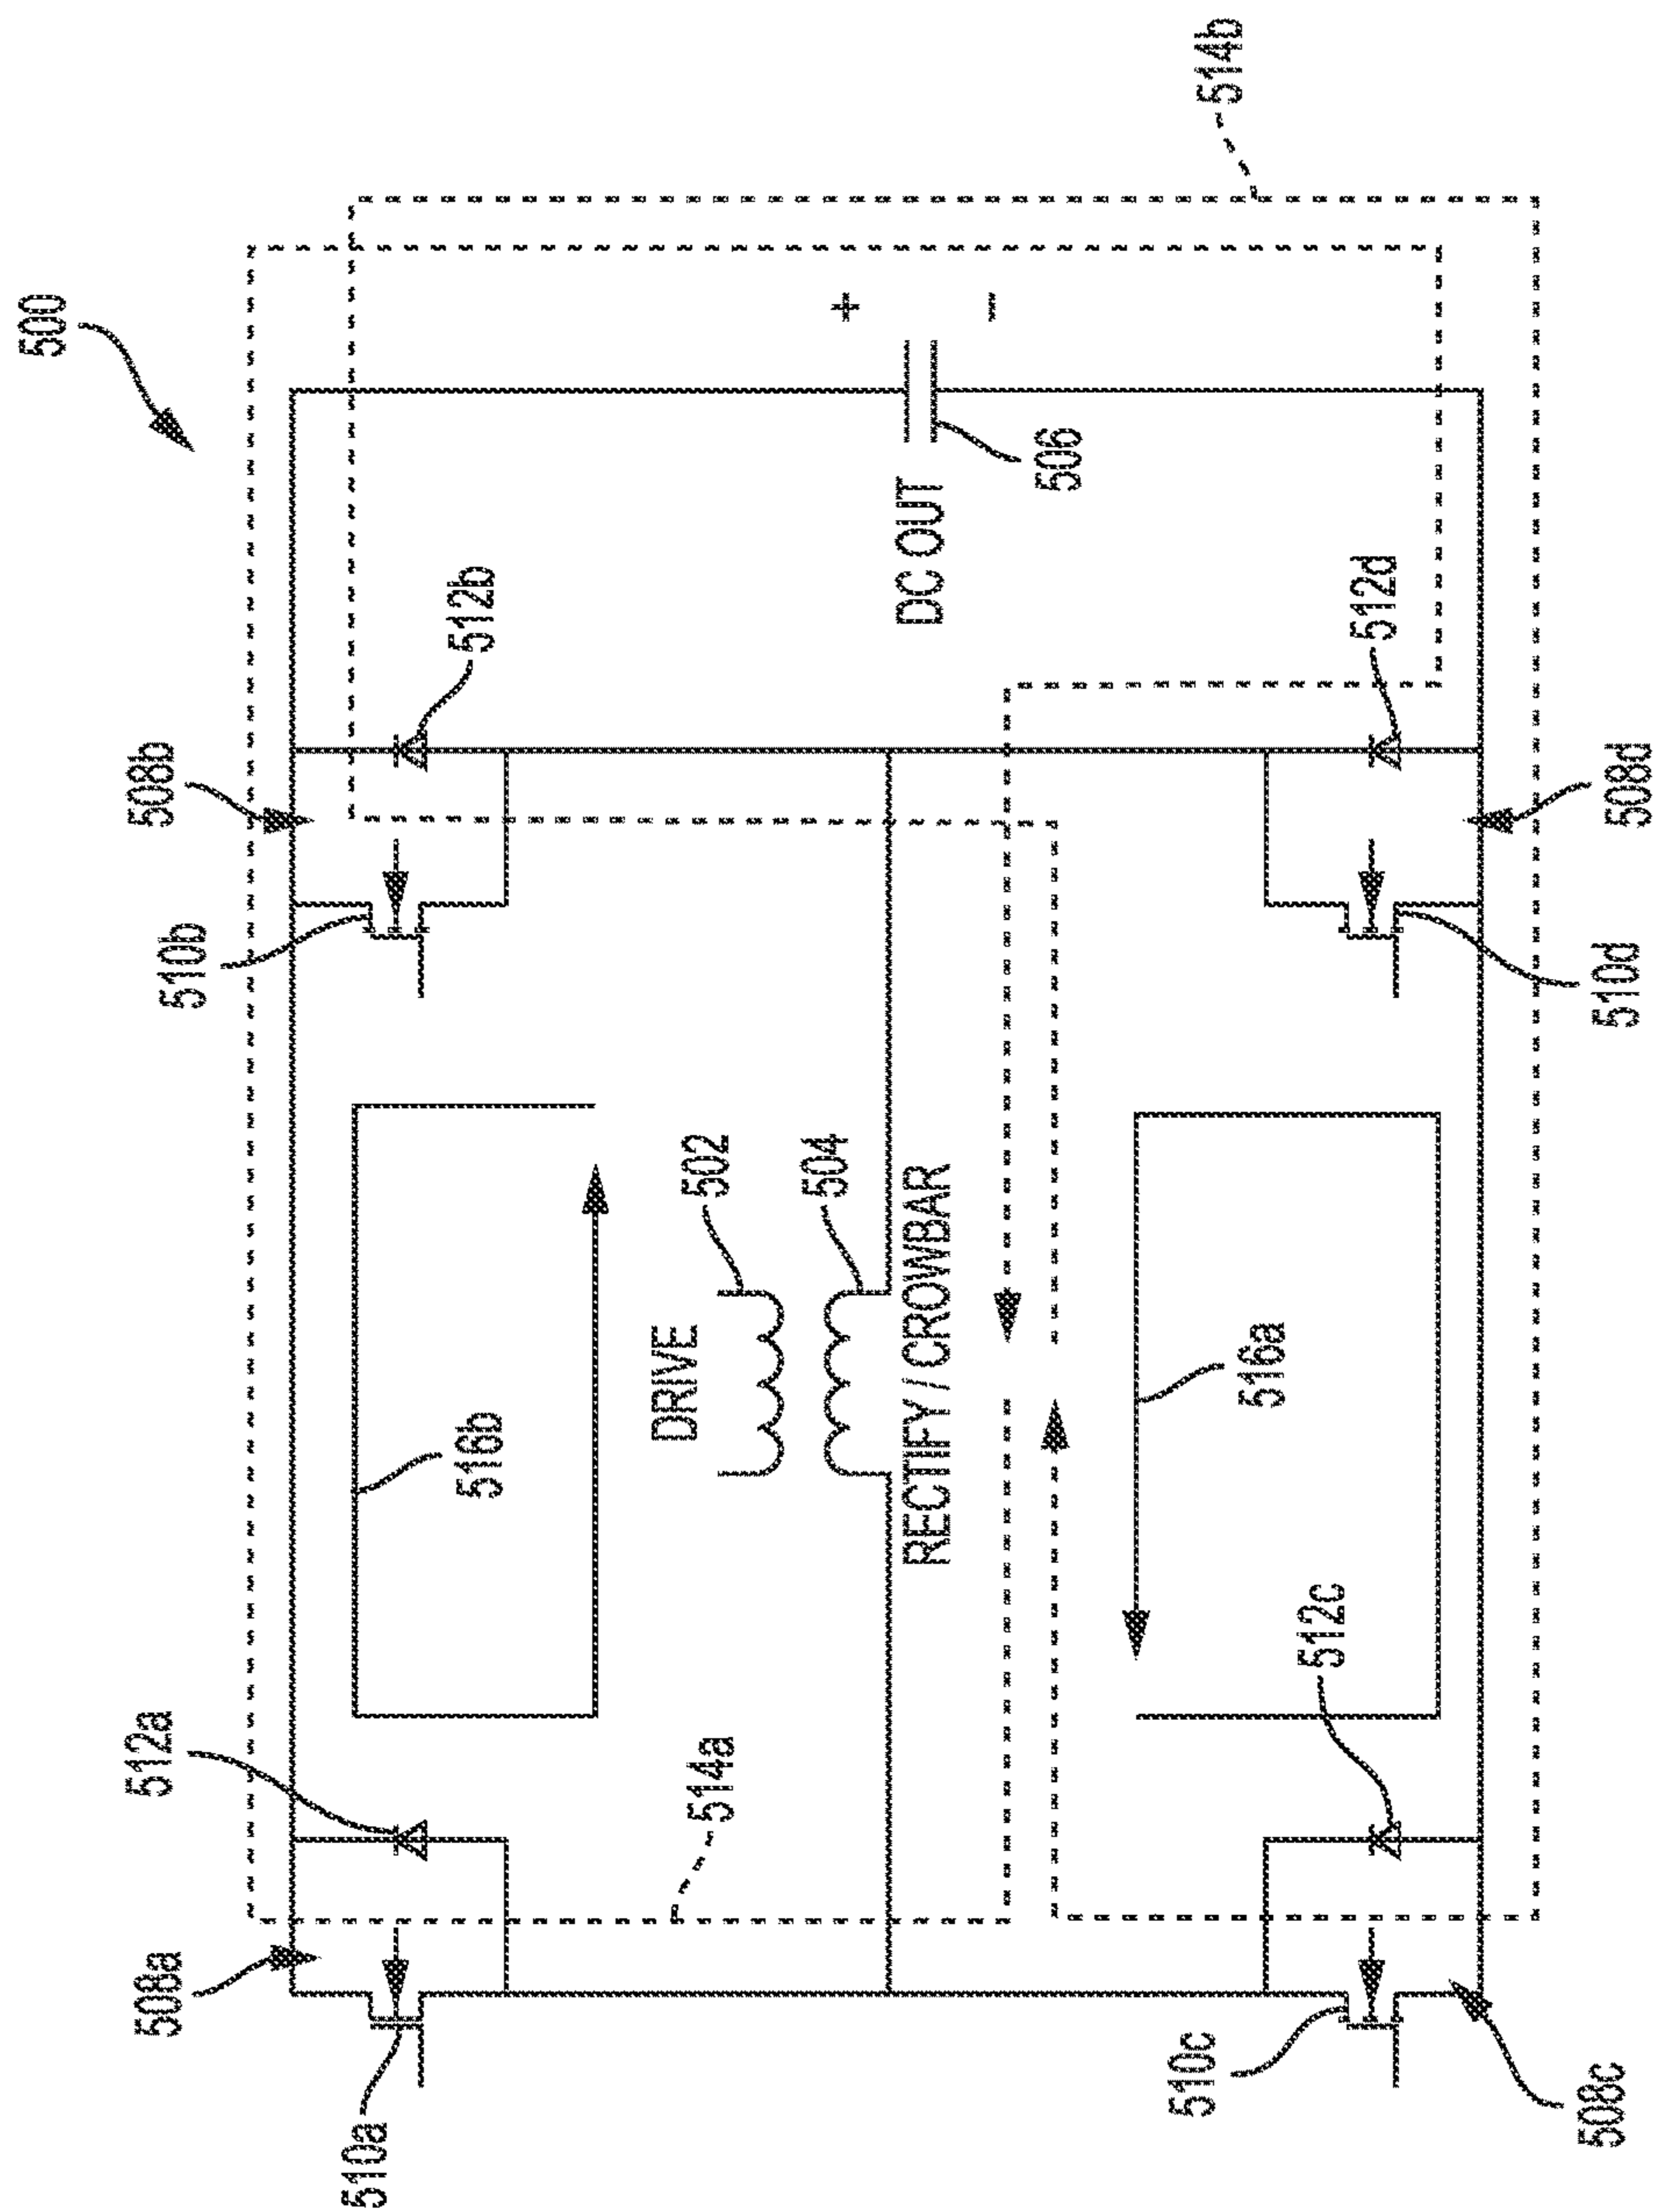 500
508a
512a
508b
510b
510a
516b
512b
514a
DRIVE
502
504
+
RECTIFY / CROWBAR
DC OUT
−
506
510c
514b
516a
512c
512d
508c
510d
508d